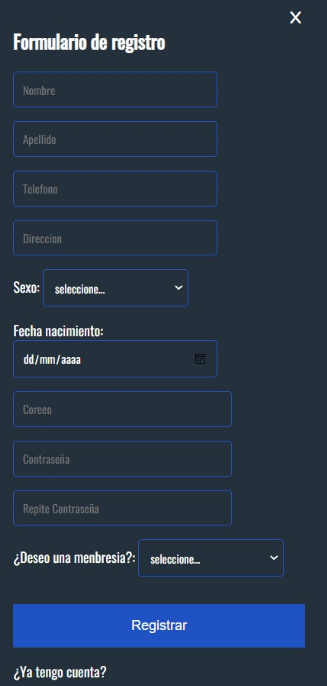 Formulario de registro
Nombre
Apellido
Telefono
Direccion
Sexo: seleccione...
Fecha nacimiento:
dd/mm/aaaa
Coreeo
Contraseña
Repite Contraseña
¿Deseo una menbresia?: seleccione...
Registrar
¿Ya tengo cuenta?